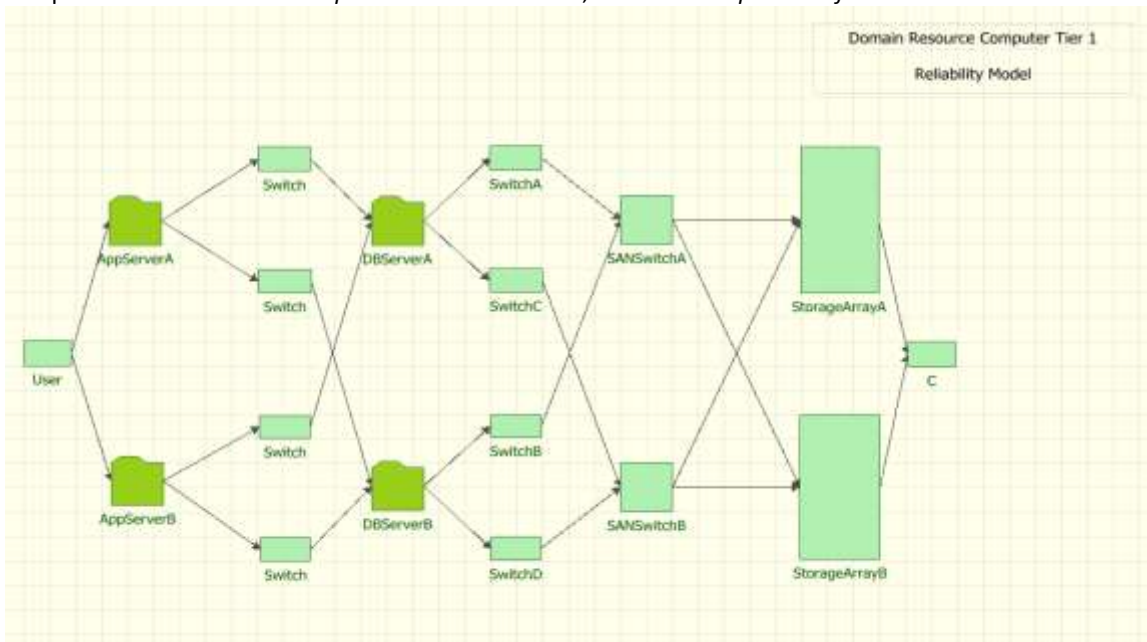 Domain Resource Computer Tier 1
Reliability Model
Switch
SwitchA
AppServerA
DBServerA
SANSwitchA
Switch
SwitchC
StorageArrayA
User
C
Switch
SwitchB
AppServerB
DBServerB
SANSwitchB
Switch
SwitchD
StorageArrayB